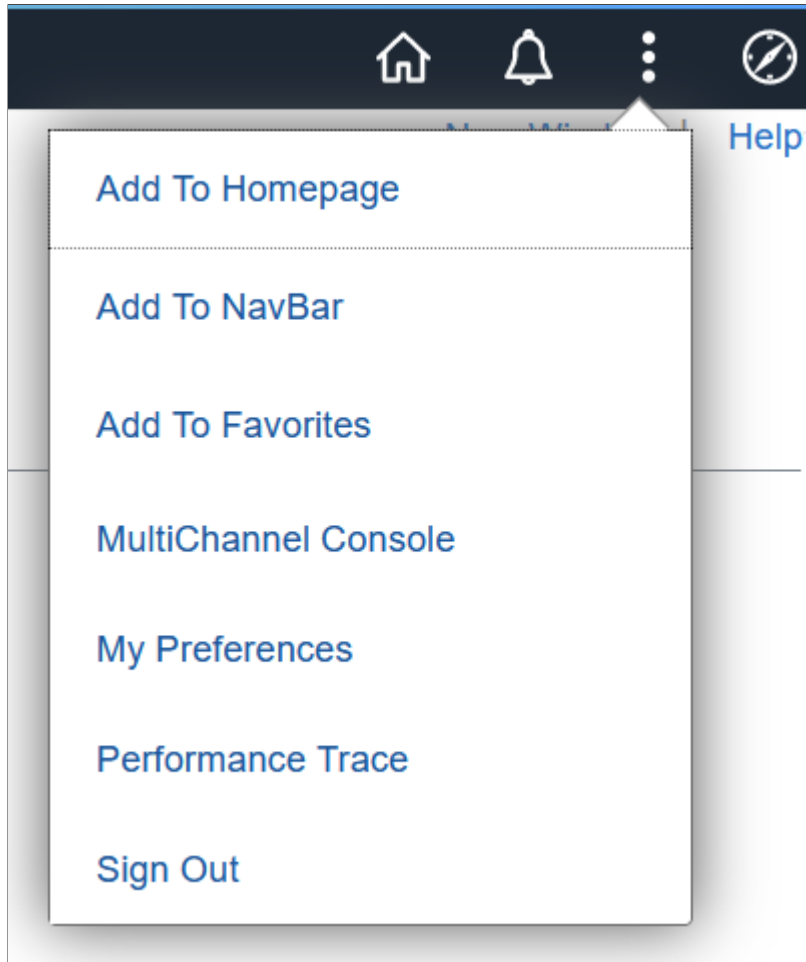 Help
Add To Homepage
Add To NavBar
Add To Favorites
MultiChannel Console
My Preferences
Performance Trace
Sign Out